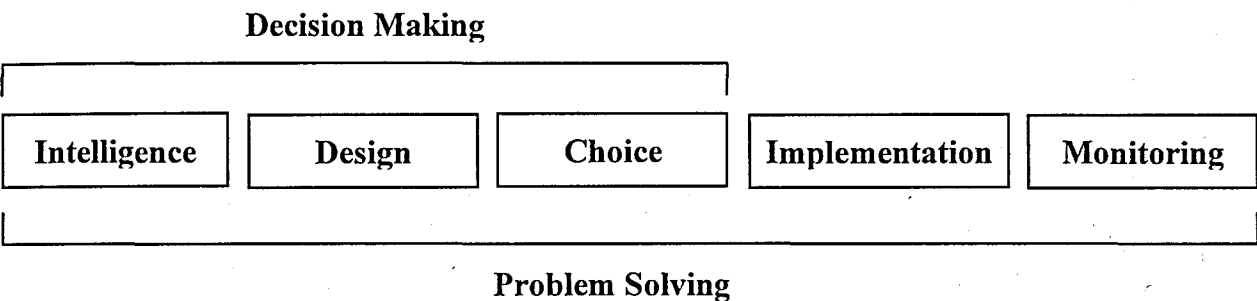 Decision Making
Intelligence
Design
Choice
Implementation
Monitoring
Problem Solving